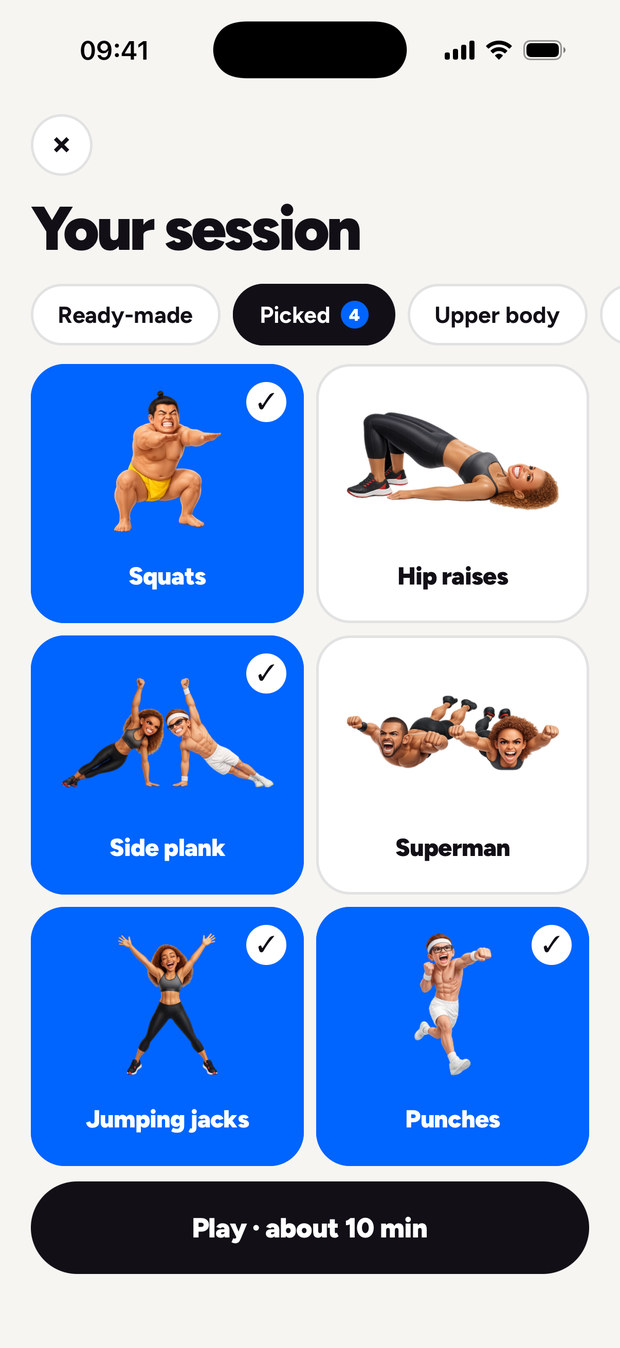 09:41
Your session
Ready-made
Picked 4
Upper body
Squats
Hip raises
Side plank
Superman
Jumping jacks
Punches
Play · about 10 min